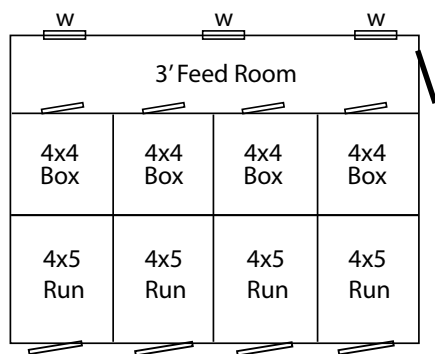 W W W
3' Feed Room
4x4 4x4 4x4 4x4
Box Box Box Box
4x5 4x5 4x5 4x5
Run Run Run Run